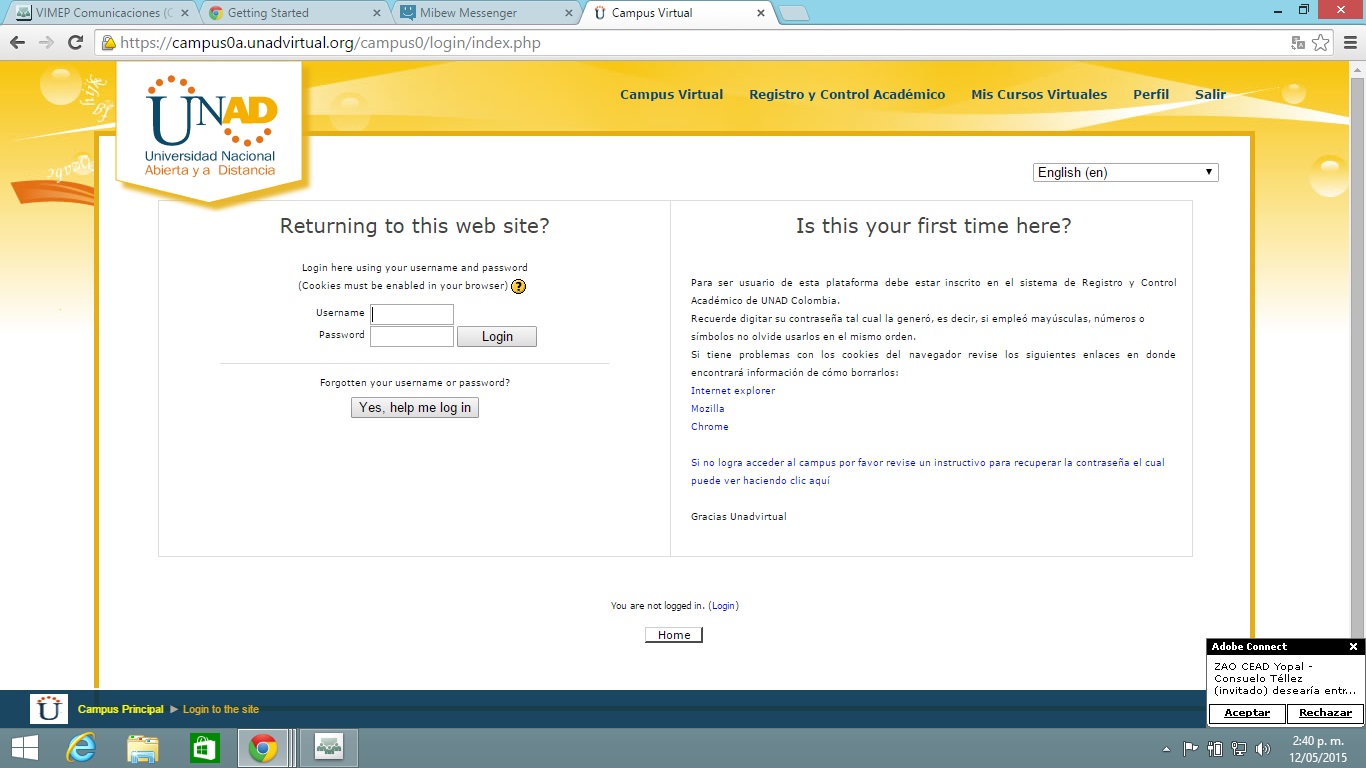 VIMEP Comunicaciones (C
Getting Started
Mibew Messenger
Campus Virtual
https://campus0a.unadvirtual.org/campus0/login/index.php
UNAD
Universidad Nacional
Abierta y a Distancia
Campus Virtual
Registro y Control Académico
Mis Cursos Virtuales
Perfil
Salir
English (en)
Returning to this web site?
Login here using your username and password
(Cookies must be enabled in your browser) ?
Username
Password
Login
Forgotten your username or password?
Yes, help me log in
Is this your first time here?
Para ser usuario de esta plataforma debe estar inscrito en el sistema de Registro y Control
Académico de UNAD Colombia.
Recuerde digitar su contraseña tal cual la generó, es decir, si empleó mayúsculas, números o
símbolos no olvide usarlos en el mismo orden.
Si tiene problemas con los cookies del navegador revise los siguientes enlaces en donde
encontrará información de cómo borrarlos:
Internet explorer
Mozilla
Chrome
Si no logra acceder al campus por favor revise un instructivo para recuperar la contraseña el cual
puede ver haciendo clic aquí
Gracias Unadvirtual
You are not logged in. (Login)
Home
Adobe Connect
ZAO CEAD Yopal -
Consuelo Téllez
(invitado) desearía entr...
Aceptar
Rechazar
Campus Principal ► Login to the site
2:40 p. m.
12/05/2015